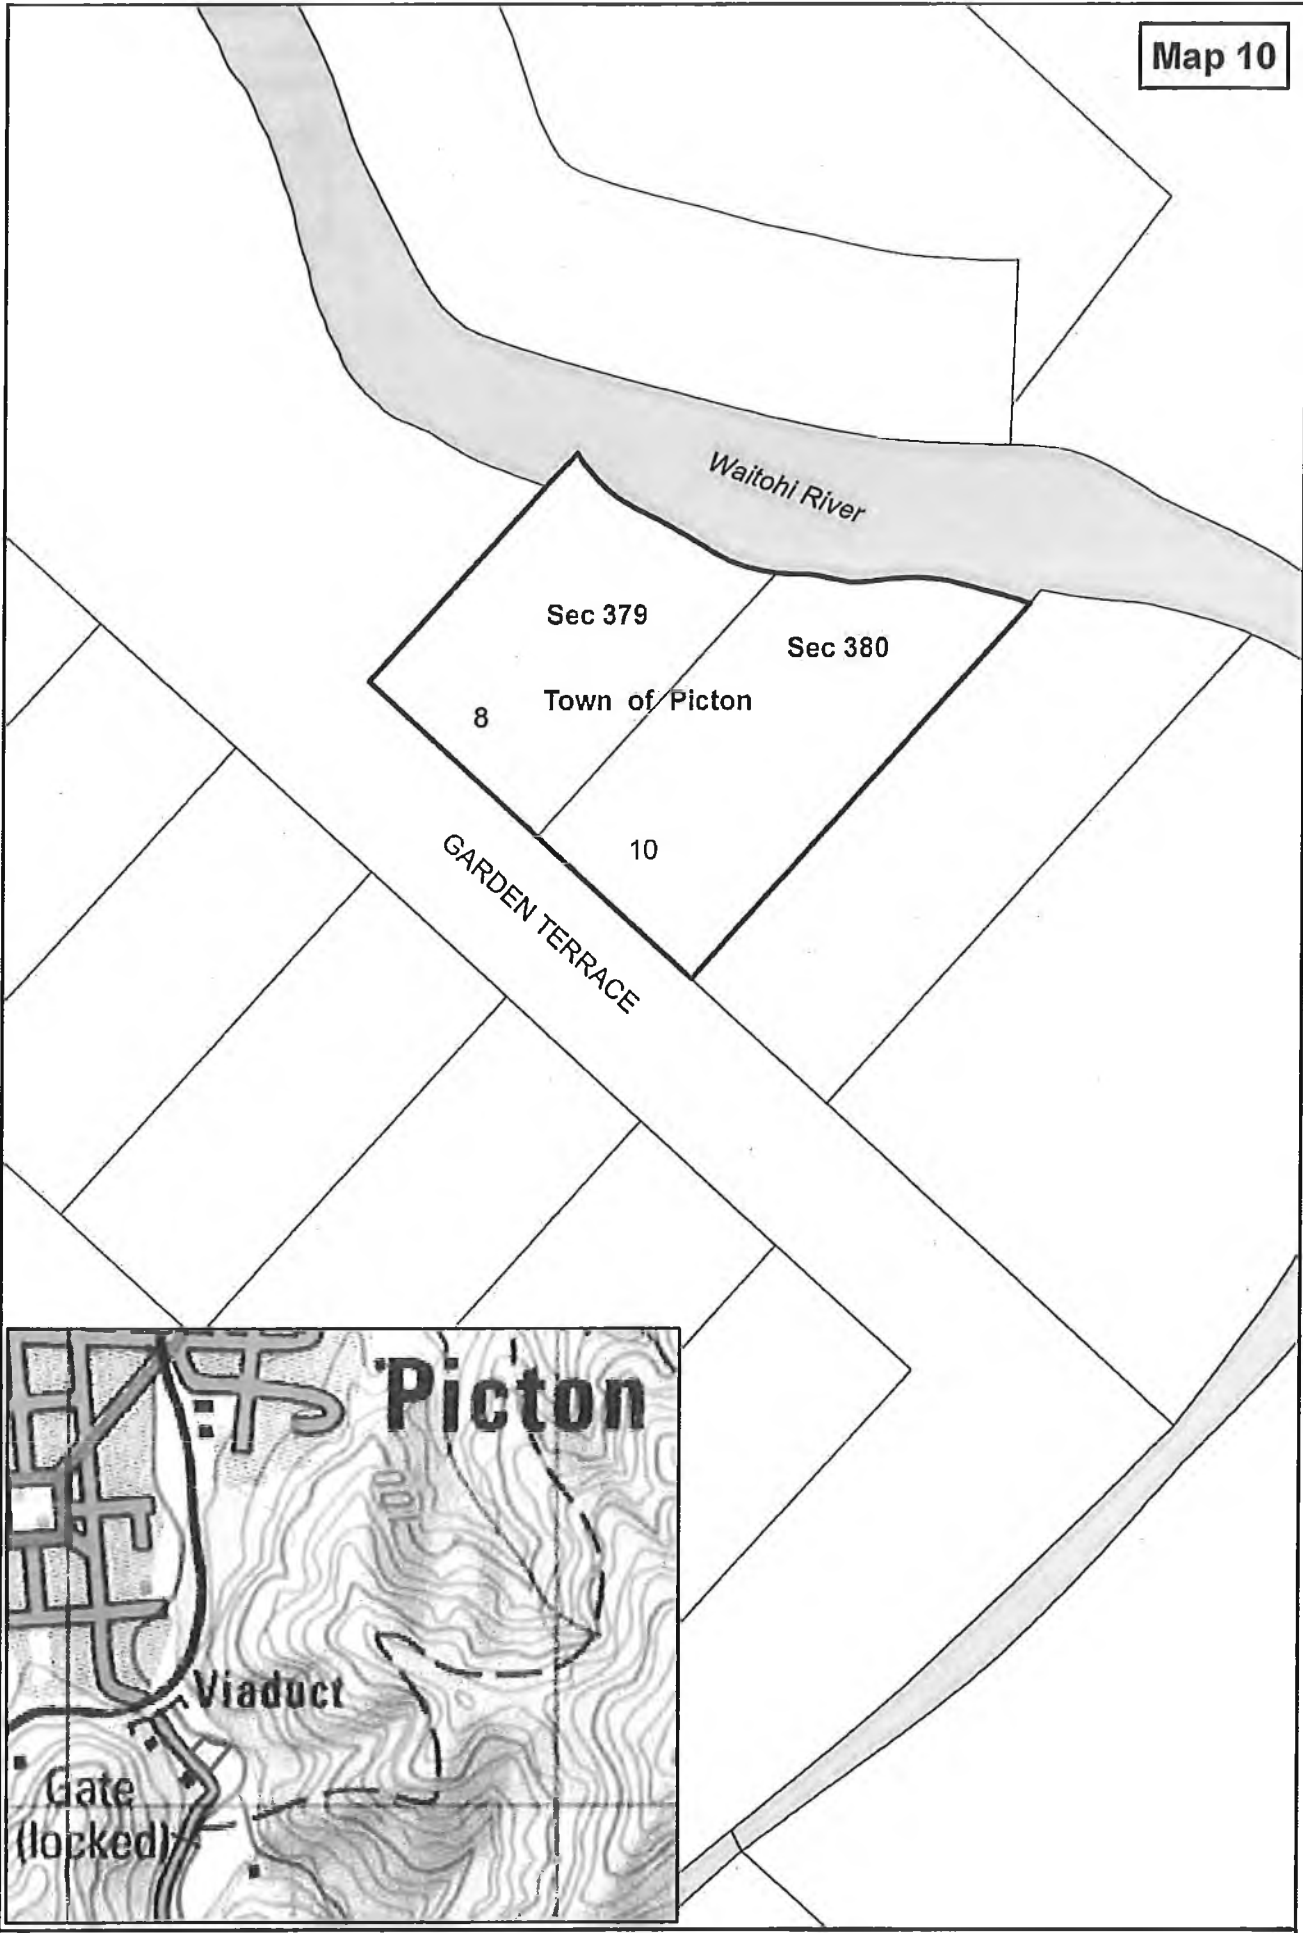 Map 10
Waitohi River
Sec 379
Sec 380
Town of Picton
8
10
GARDEN TERRACE
Picton
Viaduct
Gate
(locked)